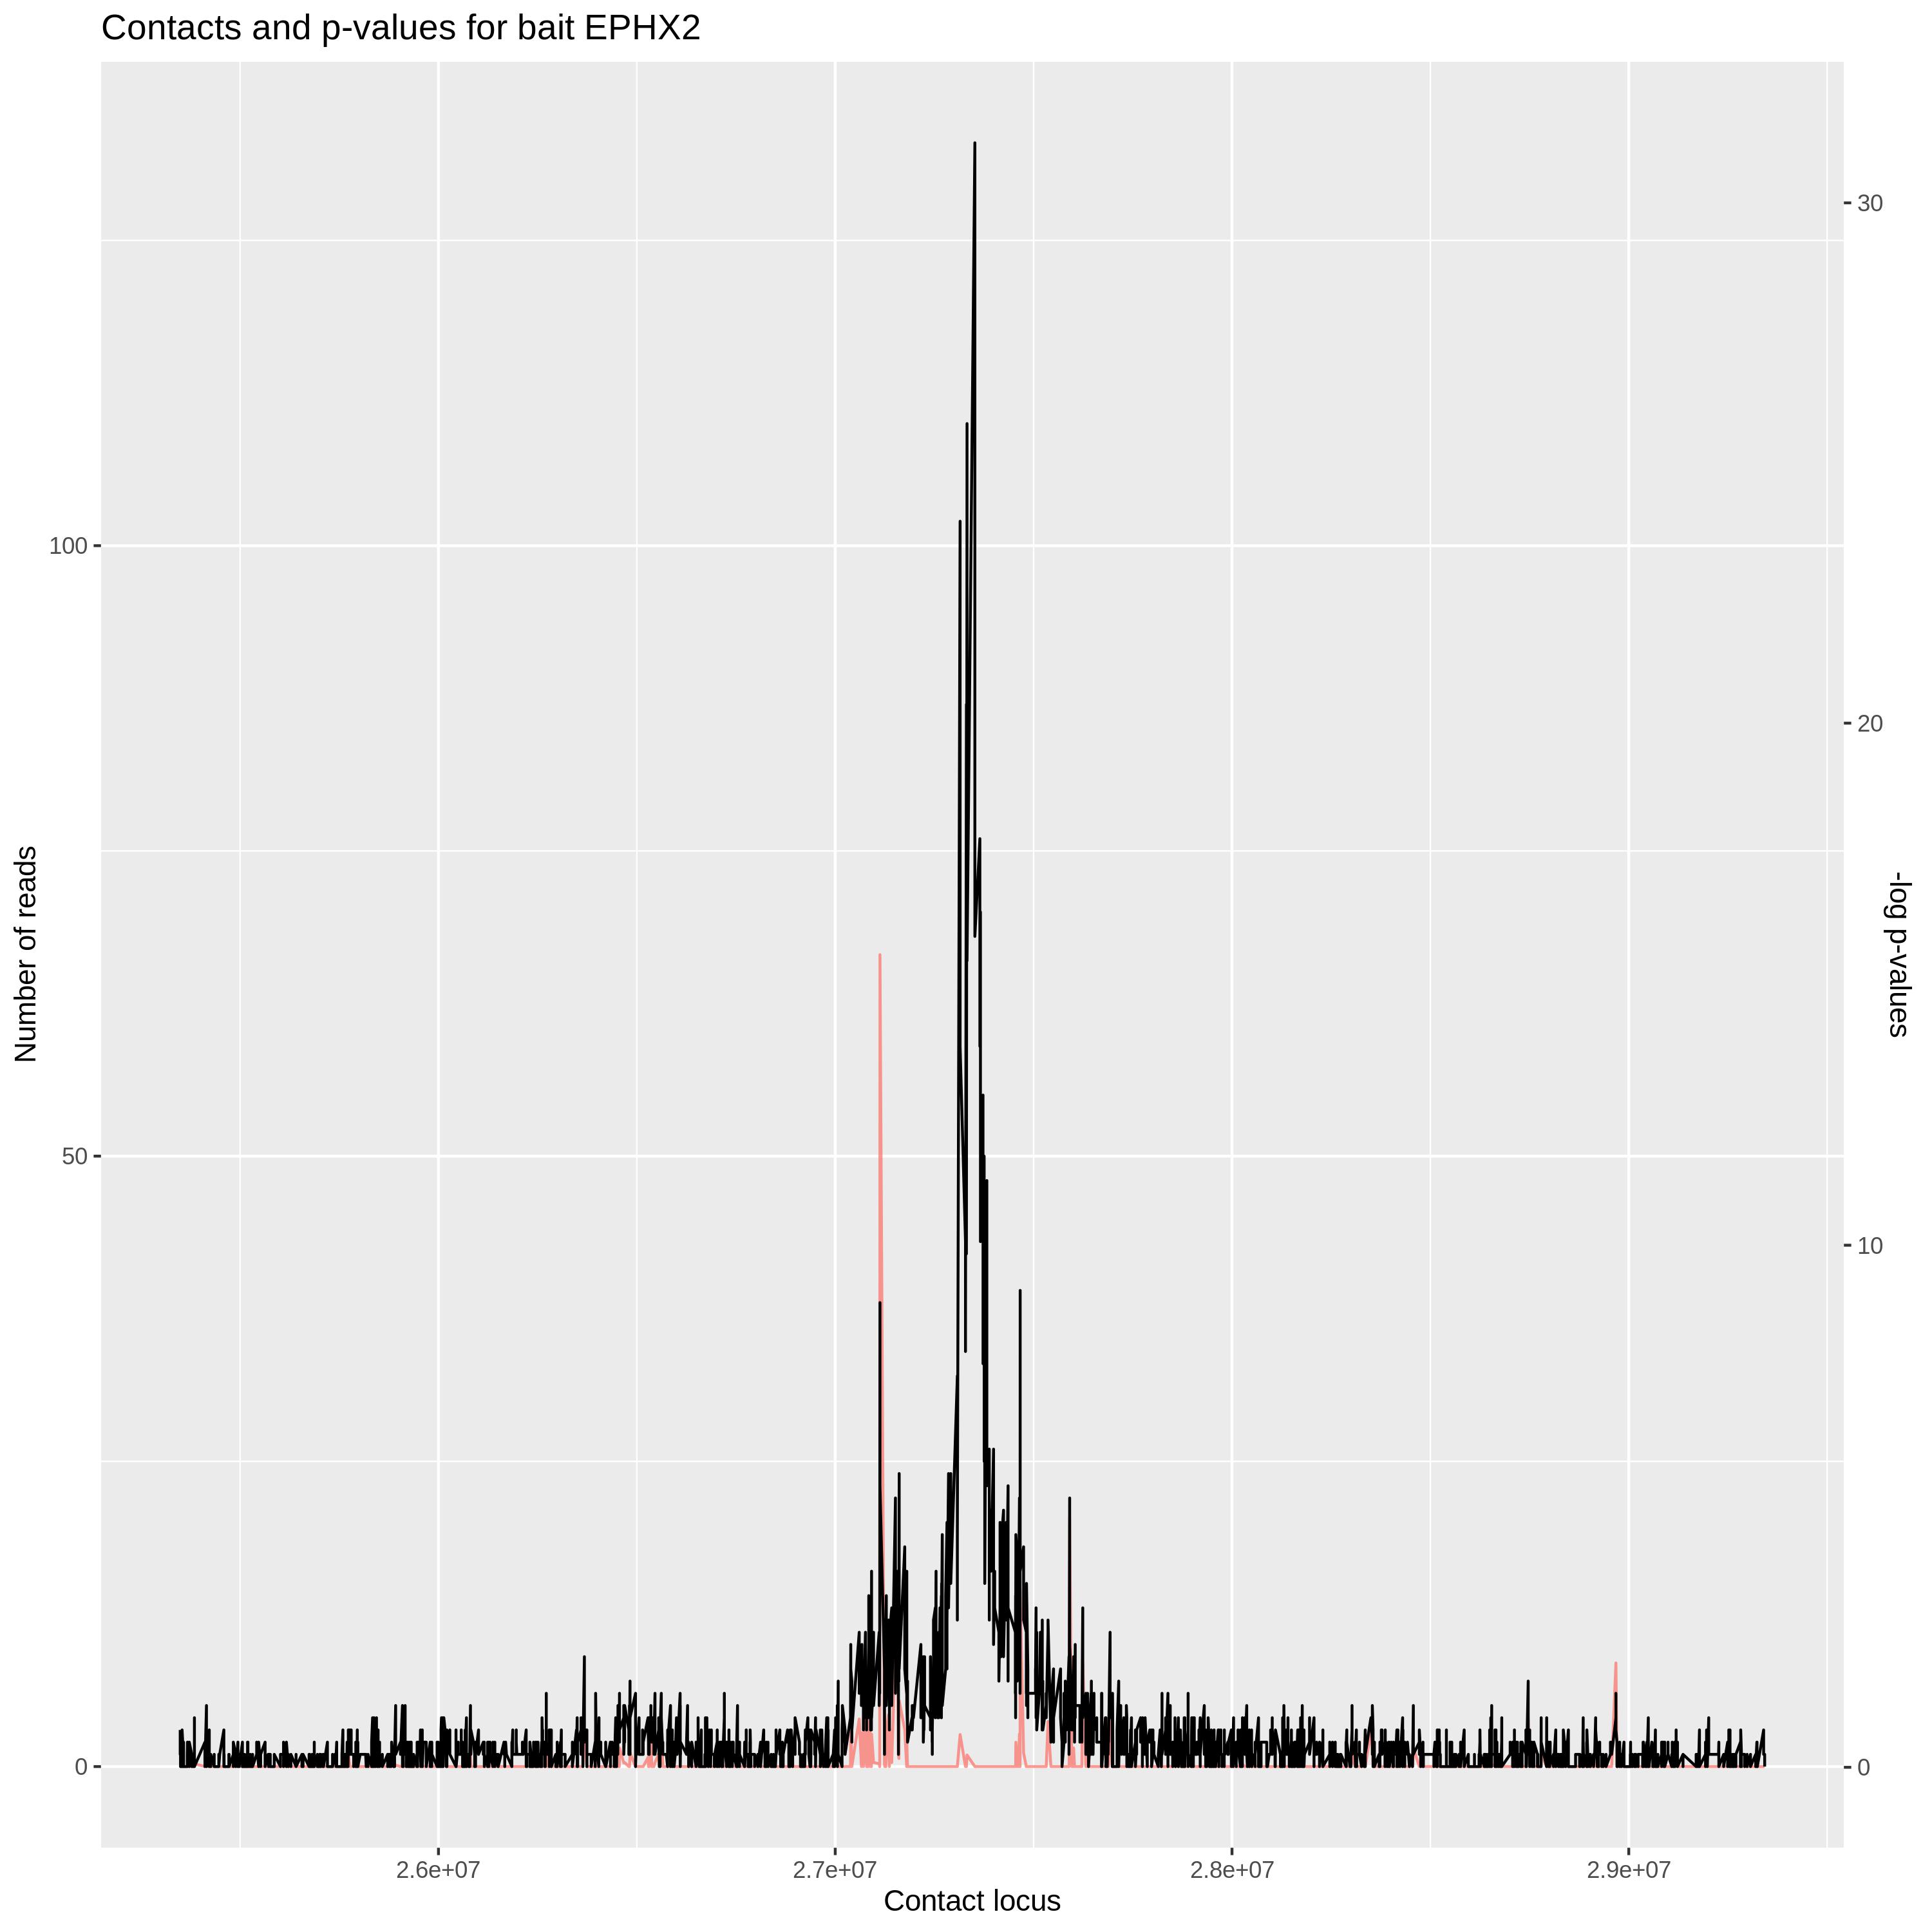 Contacts and p-values for bait EPHX2
Number of reads
100
50
0
30
20
10
0
-log p-values
2.6e+07
2.7e+07
2.8e+07
2.9e+07
Contact locus